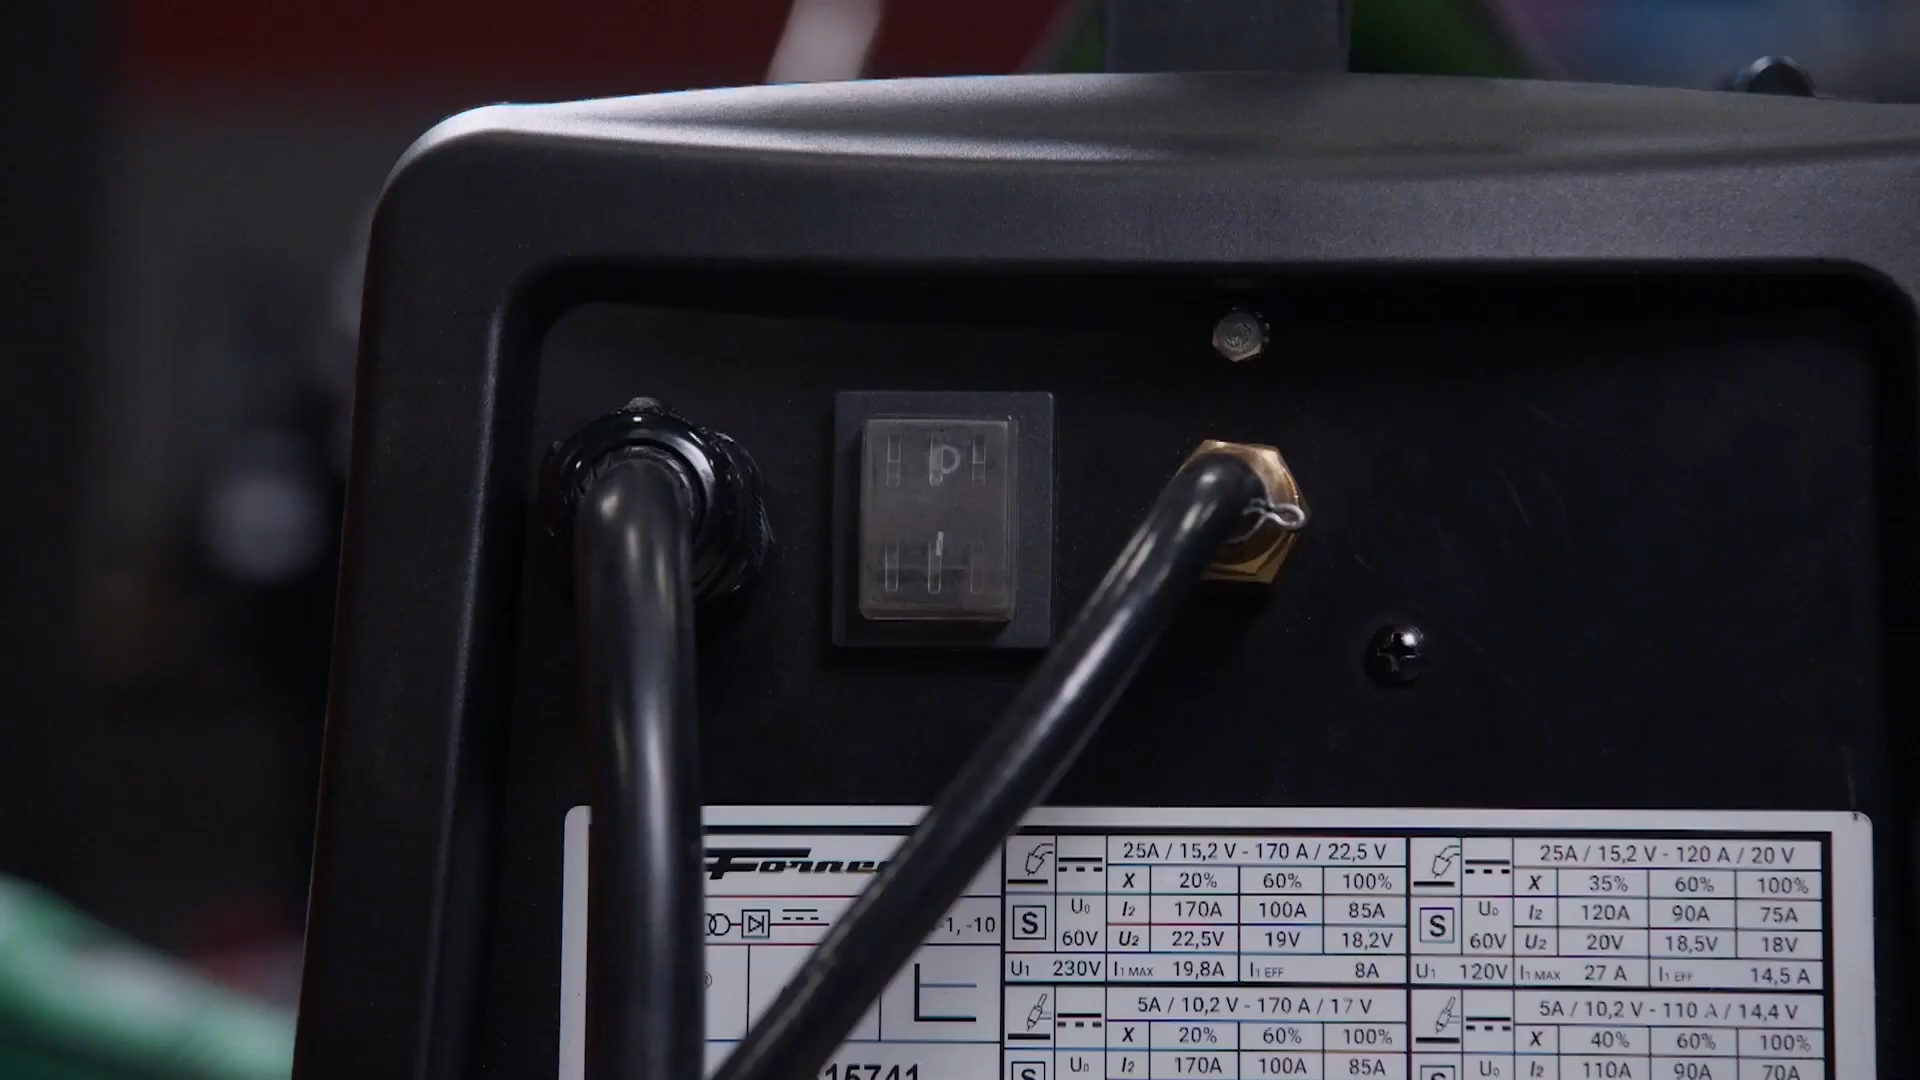 25A / 15,2 V - 170 A / 22,5 V
X 20% 60% 100%
S U₀ 60V I₂ 170A 100A 85A
U₂ 22,5V 19V 18,2V
U₁ 230V I₁ MAX 19,8A I₁ EFF 8A
5A / 10,2 V - 170 A / 17 V
X 20% 60% 100%
S U₀ I₂ 170A 100A 85A
25A / 15,2 V - 120 A / 20 V
X 35% 60% 100%
S U₀ 60V I₂ 120A 90A 75A
U₂ 20V 18,5V 18V
U₁ 120V I₁ MAX 27 A I₁ EFF 14,5 A
5A / 10,2 V - 110 A / 14,4 V
X 40% 60% 100%
S U₀ I₂ 110A 90A 70A
-1, -10
15741